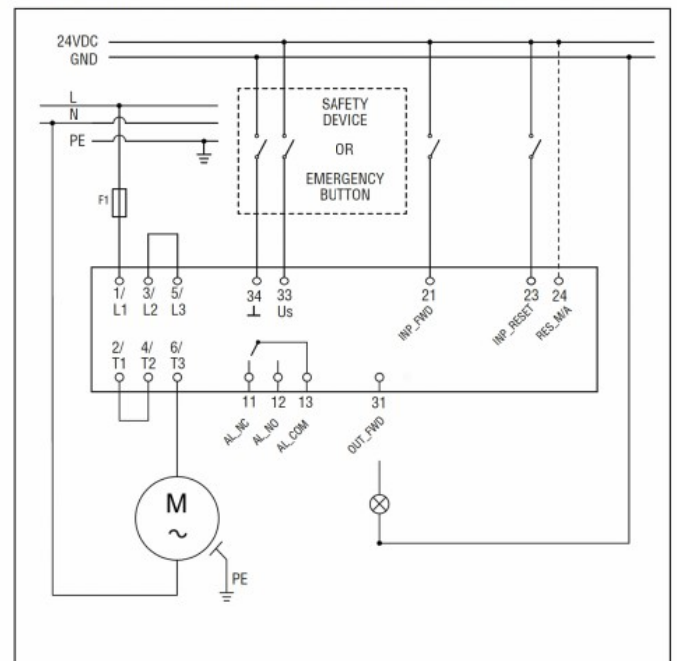 24VDC
GND
L
N
PE
SAFETY
DEVICE
OR
EMERGENCY
BUTTON
F1
1/ 3/ 5/ 34 33 21 23 24
L1 L2 L3 ⊥ Us
INP_FWD INP_RESET RES_M/A
2/ 4/ 6/
T1 T2 T3
11 12 13 31
AL_NC AL_NO AL_COM OUT_FWD
M
~
PE